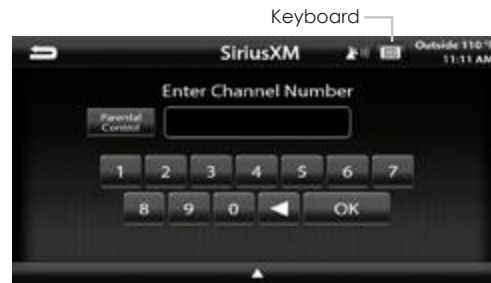 Keyboard
SiriusXM
Outside 110 °F
11:11 AM
Enter Channel Number
Parental
Control
1 2 3 4 5 6 7
8 9 0 OK